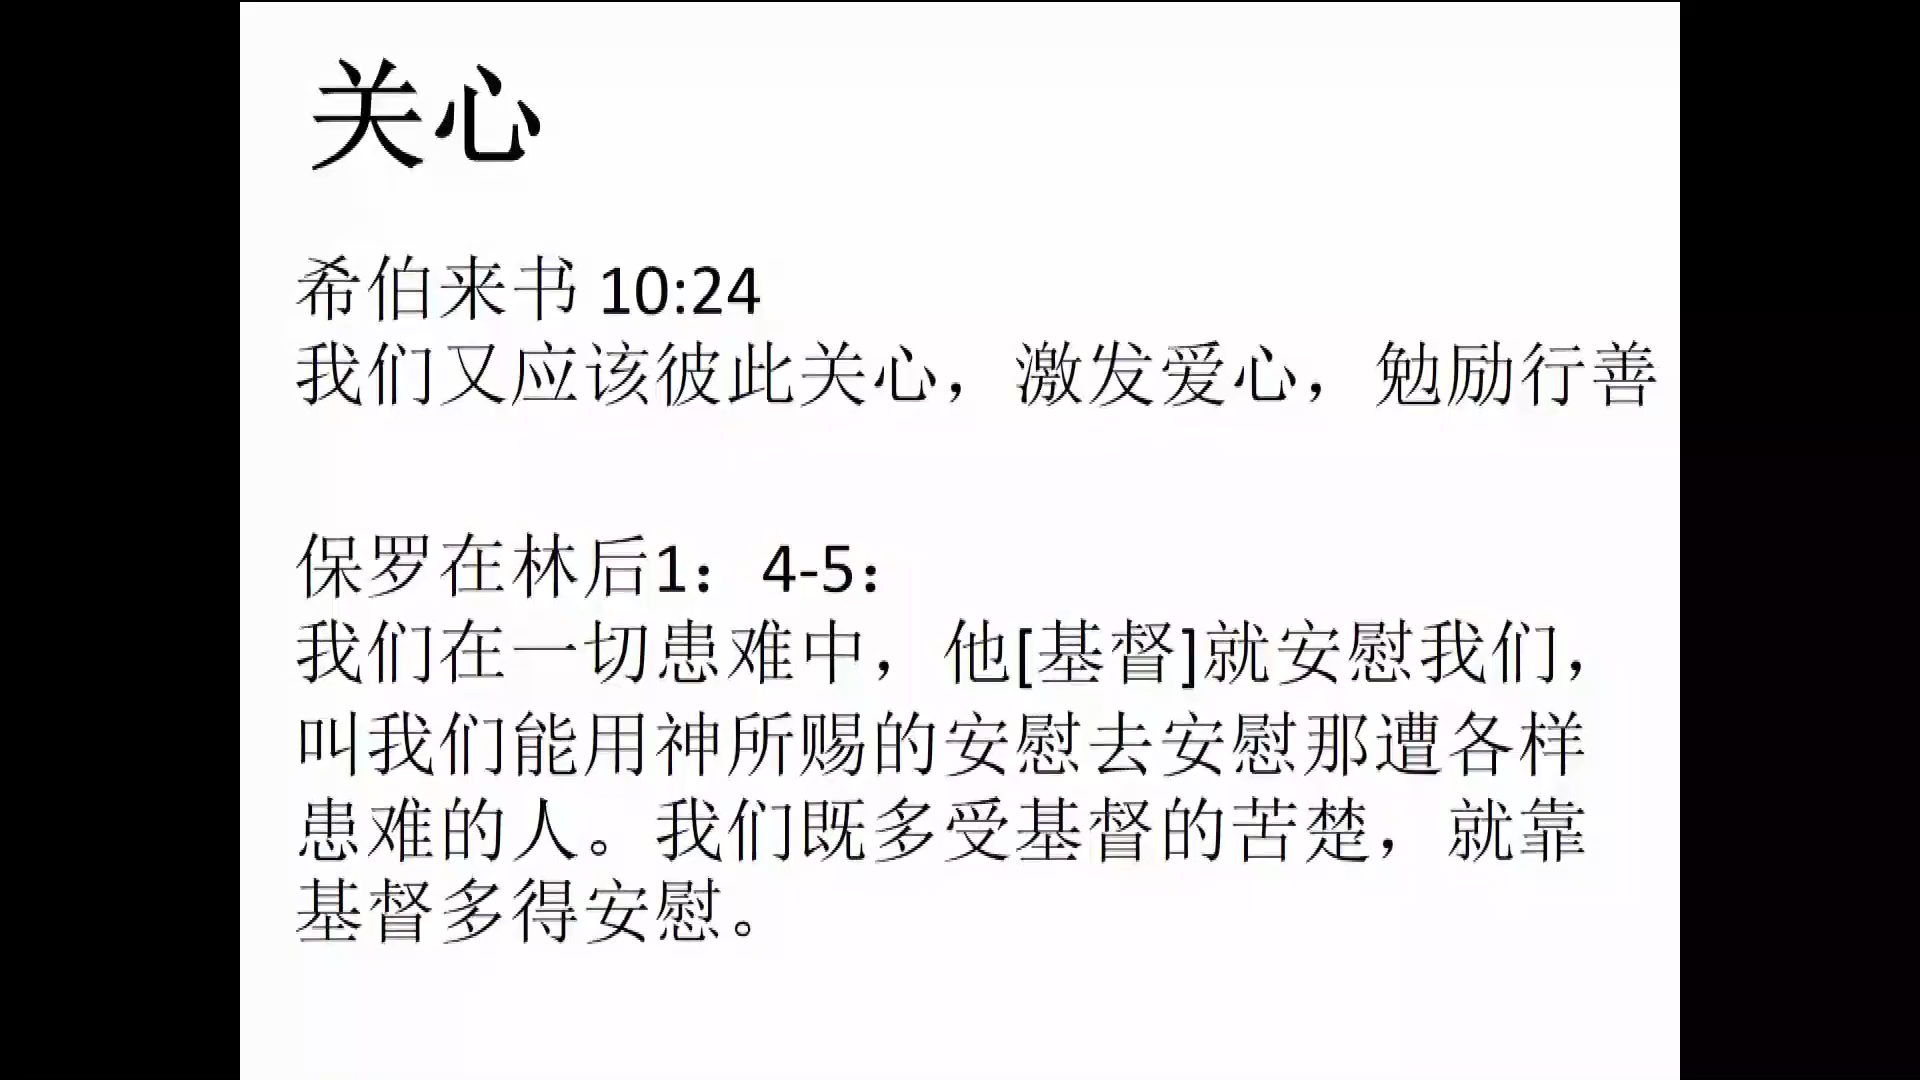 关心
希伯来书 10:24
我们又应该彼此关心，激发爱心，勉励行善
保罗在林后1：4-5：
我们在一切患难中，他[基督]就安慰我们，
叫我们能用神所赐的安慰去安慰那遭各样
患难的人。我们既多受基督的苦楚，就靠
基督多得安慰。